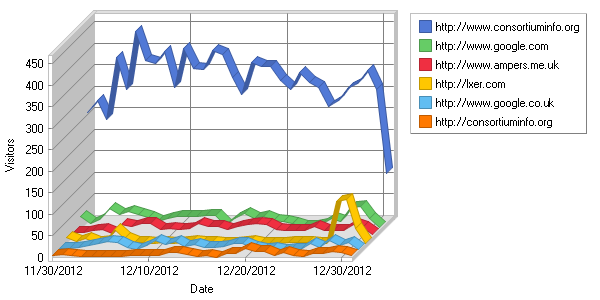 http://www.consortiuminfo.org
http://www.google.com
http://www.ampers.me.uk
http://lxer.com
http://www.google.co.uk
http://consortiuminfo.org
Visitors
450
400
350
300
250
200
150
100
50
0
11/30/2012 12/10/2012 12/20/2012 12/30/2012
Date